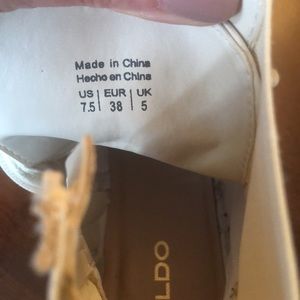 Made in China
Hecho en China
US | EUR | UK
7.5 | 38 | 5
LDO